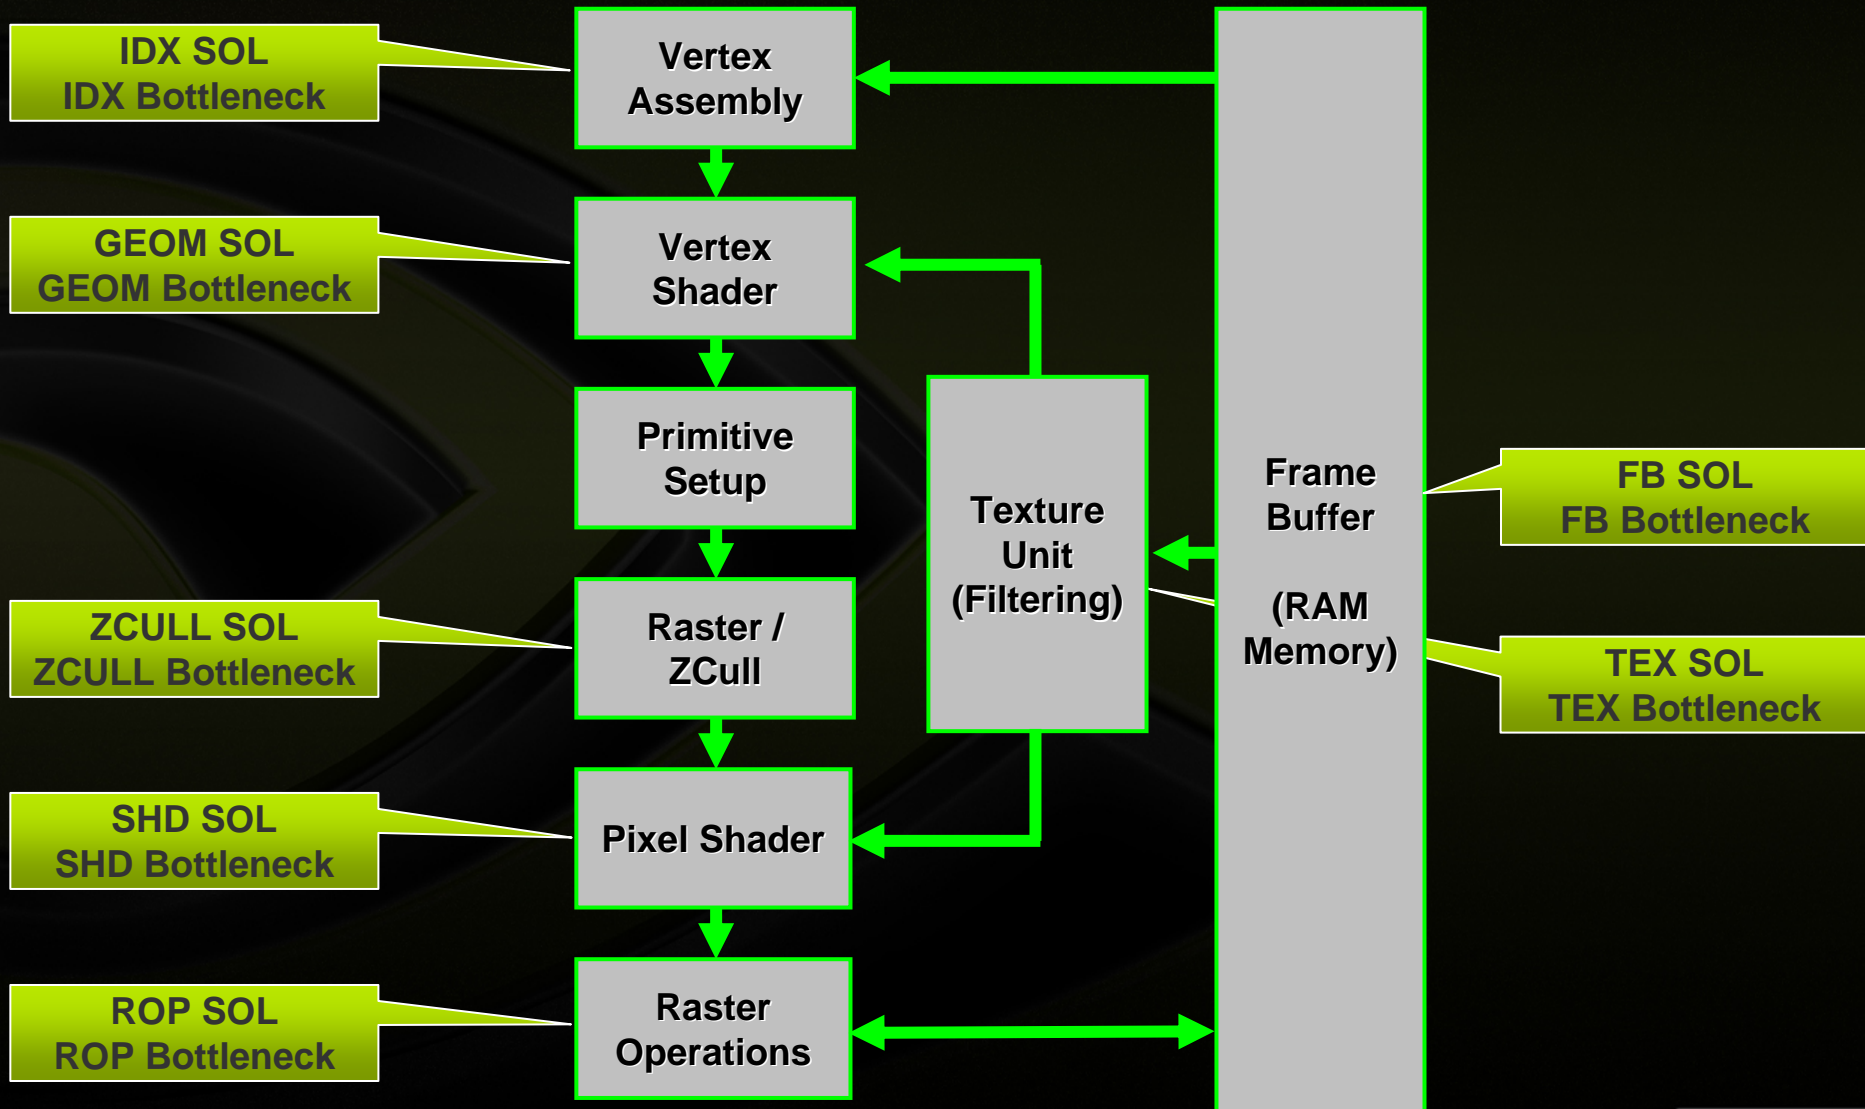 IDX SOL
IDX Bottleneck
Vertex
Assembly
GEOM SOL
GEOM Bottleneck
Vertex
Shader
Primitive
Setup
Texture
Unit
(Filtering)
Frame
Buffer
(RAM
Memory)
FB SOL
FB Bottleneck
ZCULL SOL
ZCULL Bottleneck
Raster /
ZCull
TEX SOL
TEX Bottleneck
SHD SOL
SHD Bottleneck
Pixel Shader
ROP SOL
ROP Bottleneck
Raster
Operations